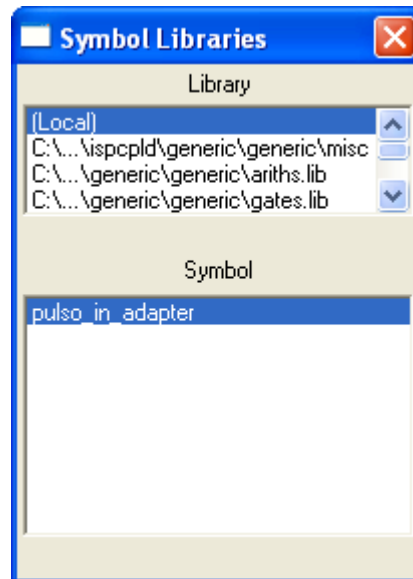 Symbol Libraries
Library
(Local)
C:\...\ispcpld\generic\generic\misc
C:\...\generic\generic\ariths.lib
C:\...\generic\generic\gates.lib
Symbol
pulso_in_adapter